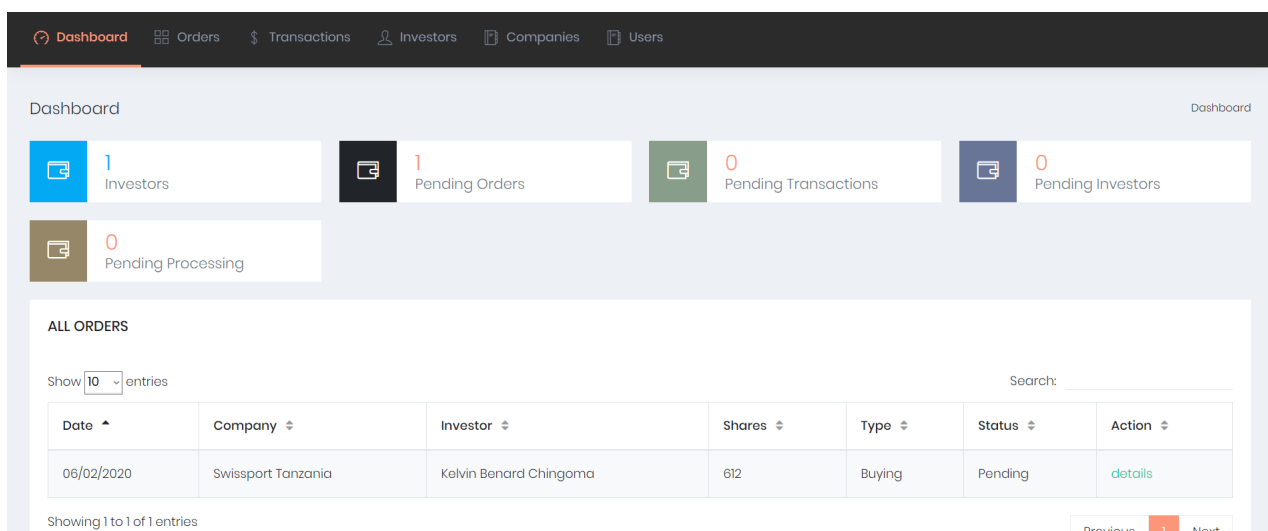 Dashboard Orders $ Transactions Investors Companies Users
Dashboard Dashboard
1 1 0 0
Investors Pending Orders Pending Transactions Pending Investors
0
Pending Processing
ALL ORDERS
Show 10 entries Search:
Date Company Investor Shares Type Status Action
06/02/2020 Swissport Tanzania Kelvin Benard Chingoma 612 Buying Pending details
Showing 1 to 1 of 1 entries Previous 1 Next